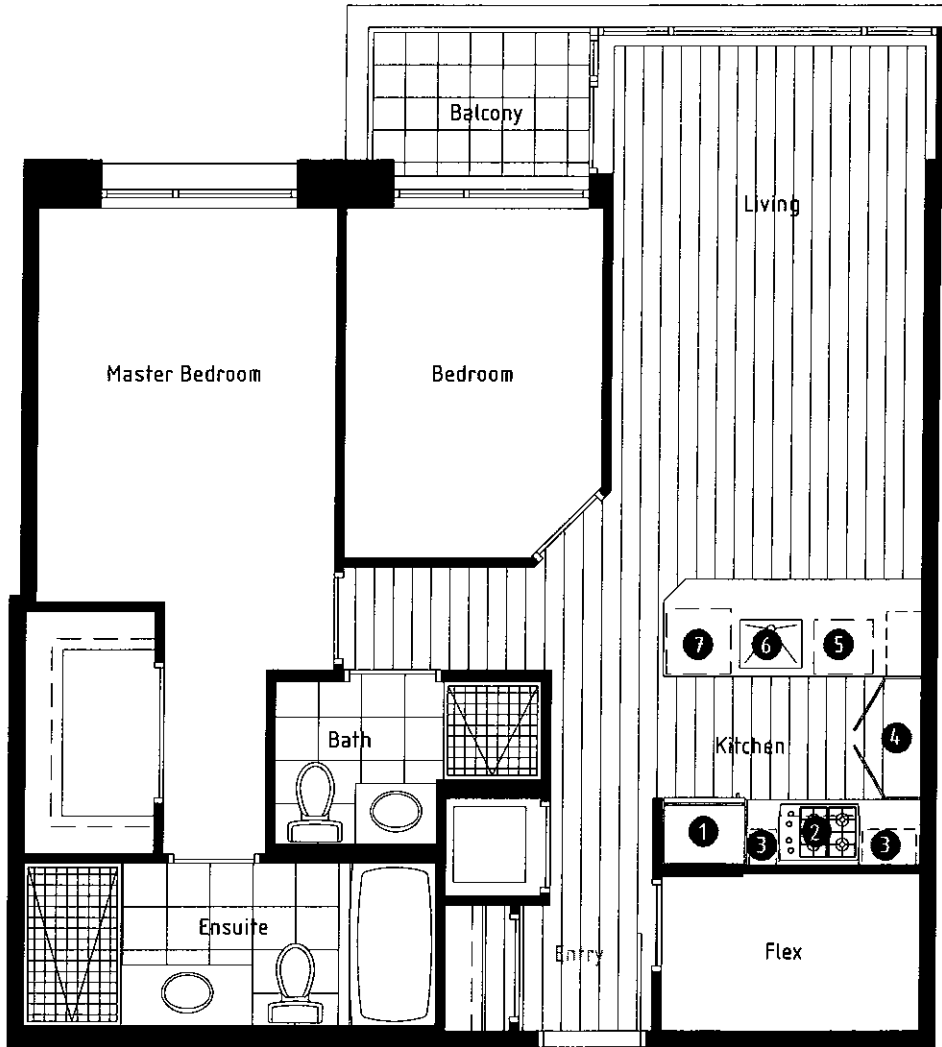 Balcony
Living
Master Bedroom
Bedroom
7
6
5
Bath
Kitchen
4
1
2
3
3
Ensuite
Entry
Flex